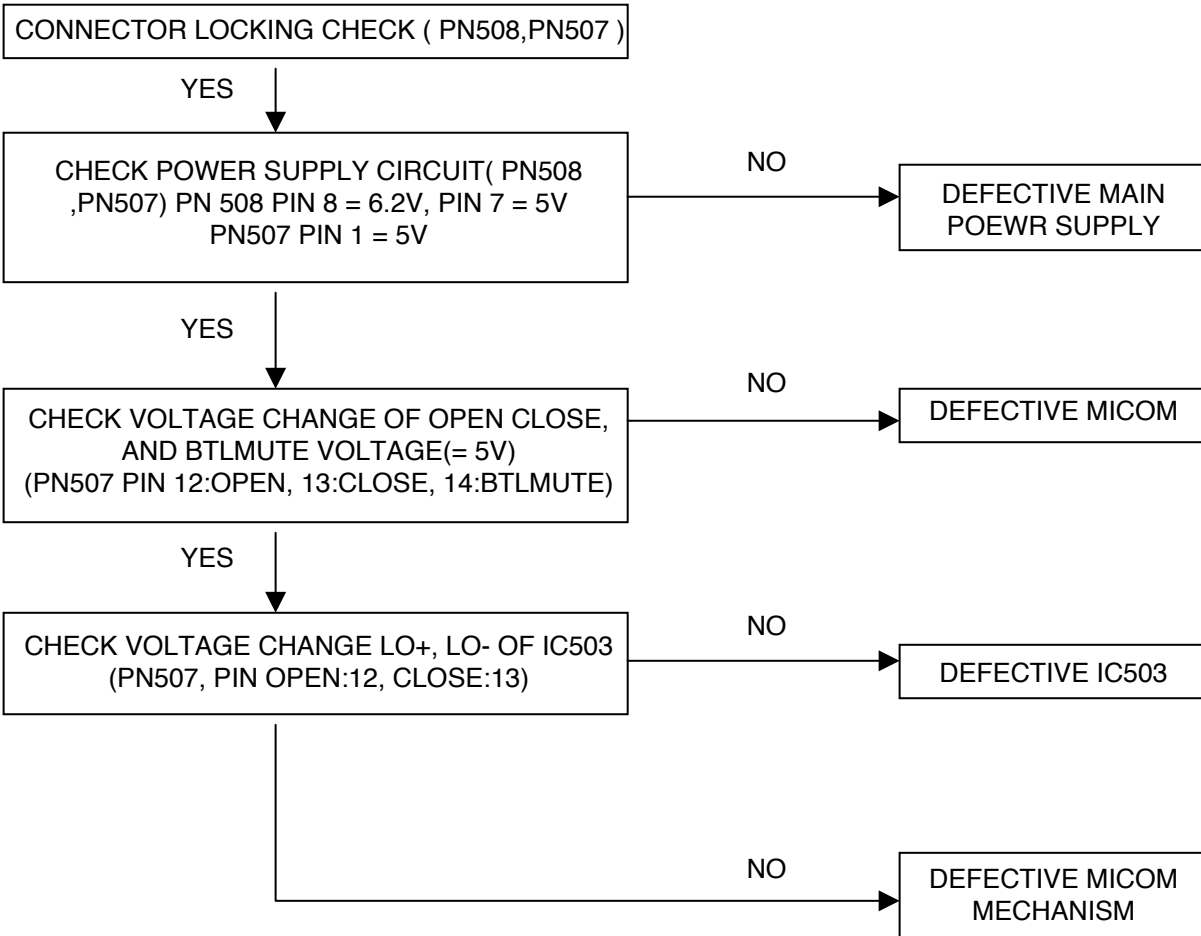 CONNECTOR LOCKING CHECK ( PN508,PN507 )
YES
CHECK POWER SUPPLY CIRCUIT( PN508
,PN507) PN 508 PIN 8 = 6.2V, PIN 7 = 5V
PN507 PIN 1 = 5V
NO
DEFECTIVE MAIN
POEWR SUPPLY
YES
CHECK VOLTAGE CHANGE OF OPEN CLOSE,
AND BTLMUTE VOLTAGE(= 5V)
(PN507 PIN 12:OPEN, 13:CLOSE, 14:BTLMUTE)
NO
DEFECTIVE MICOM
YES
CHECK VOLTAGE CHANGE LO+, LO- OF IC503
(PN507, PIN OPEN:12, CLOSE:13)
NO
DEFECTIVE IC503
NO
DEFECTIVE MICOM
MECHANISM